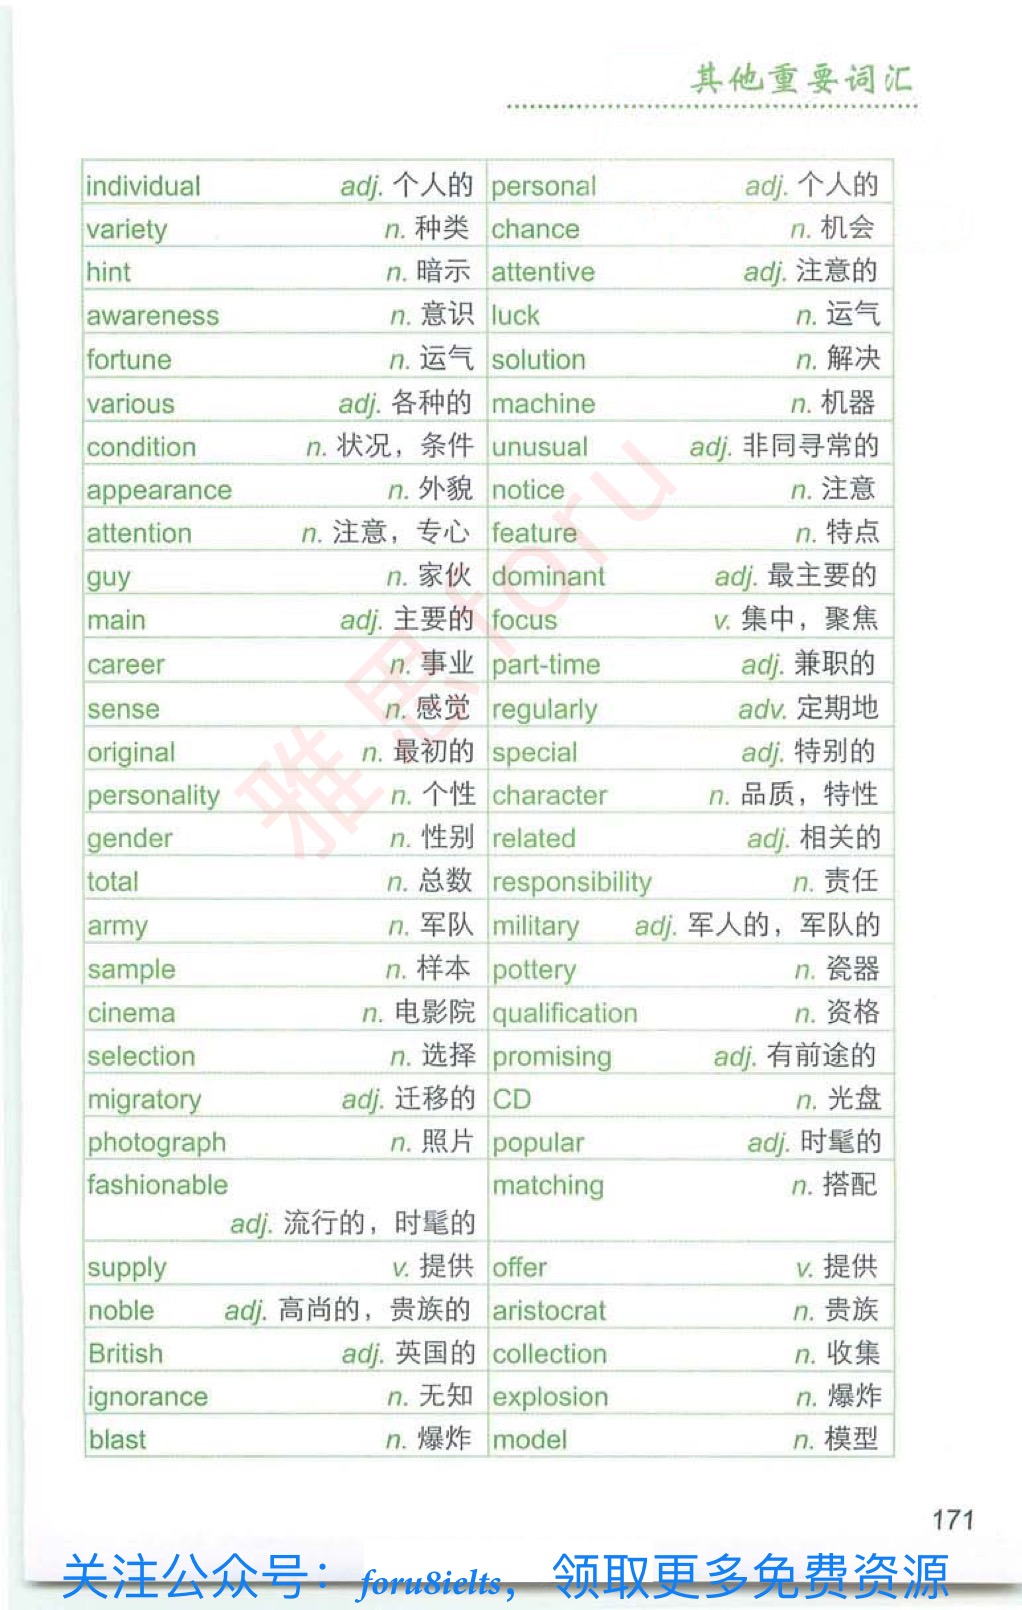 其他重要词汇
individual adj. 个人的 personal adj. 个人的
variety n. 种类 chance n. 机会
hint n. 暗示 attentive adj. 注意的
awareness n. 意识 luck n. 运气
fortune n. 运气 solution n. 解决
various adj. 各种的 machine n. 机器
condition n. 状况，条件 unusual adj. 非同寻常的
appearance n. 外貌 notice n. 注意
attention n. 注意，专心 feature n. 特点
guy n. 家伙 dominant adj. 最主要的
main adj. 主要的 focus v. 集中，聚焦
career n. 事业 part-time adj. 兼职的
sense n. 感觉 regularly adv. 定期地
original n. 最初的 special adj. 特别的
personality n. 个性 character n. 品质，特性
gender n. 性别 related adj. 相关的
total n. 总数 responsibility n. 责任
army n. 军队 military adj. 军人的，军队的
sample n. 样本 pottery n. 瓷器
cinema n. 电影院 qualification n. 资格
selection n. 选择 promising adj. 有前途的
migratory adj. 迁移的 CD n. 光盘
photograph n. 照片 popular adj. 时髦的
fashionable matching n. 搭配
adj. 流行的，时髦的
supply v. 提供 offer v. 提供
noble adj. 高尚的，贵族的 aristocrat n. 贵族
British adj. 英国的 collection n. 收集
ignorance n. 无知 explosion n. 爆炸
blast n. 爆炸 model n. 模型
雅思foru
171
关注公众号：foru8ielts，领取更多免费资源